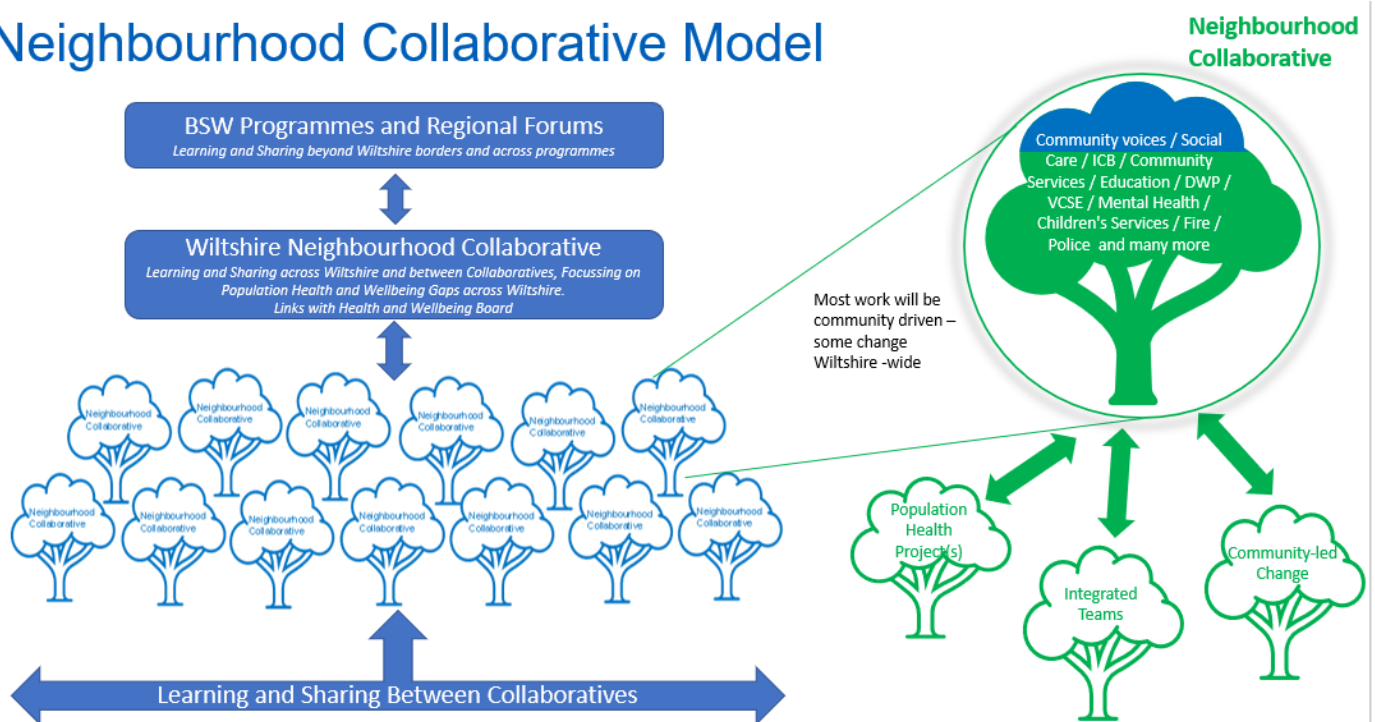 Neighbourhood Collaborative Model
BSW Programmes and Regional Forums
Learning and Sharing beyond Wiltshire borders and across programmes
Wiltshire Neighbourhood Collaborative
Learning and Sharing across Wiltshire and between Collaboratives, Focussing on
Population Health and Wellbeing Gaps across Wiltshire.
Links with Health and Wellbeing Board
Neighbourhood
Collaborative
Neighbourhood
Collaborative
Neighbourhood
Collaborative
Neighbourhood
Collaborative
Neighbourhood
Collaborative
Neighbourhood
Collaborative
Neighbourhood
Collaborative
Neighbourhood
Collaborative
Neighbourhood
Collaborative
Neighbourhood
Collaborative
Neighbourhood
Collaborative
Neighbourhood
Collaborative
Neighbourhood
Collaborative
Learning and Sharing Between Collaboratives
Neighbourhood
Collaborative
Community voices / Social
Care / ICB / Community
Services / Education / DWP /
VCSE / Mental Health /
Children's Services / Fire /
Police and many more
Most work will be
community driven –
some change
Wiltshire -wide
Population
Health
Project(s)
Integrated
Teams
Community-led
Change